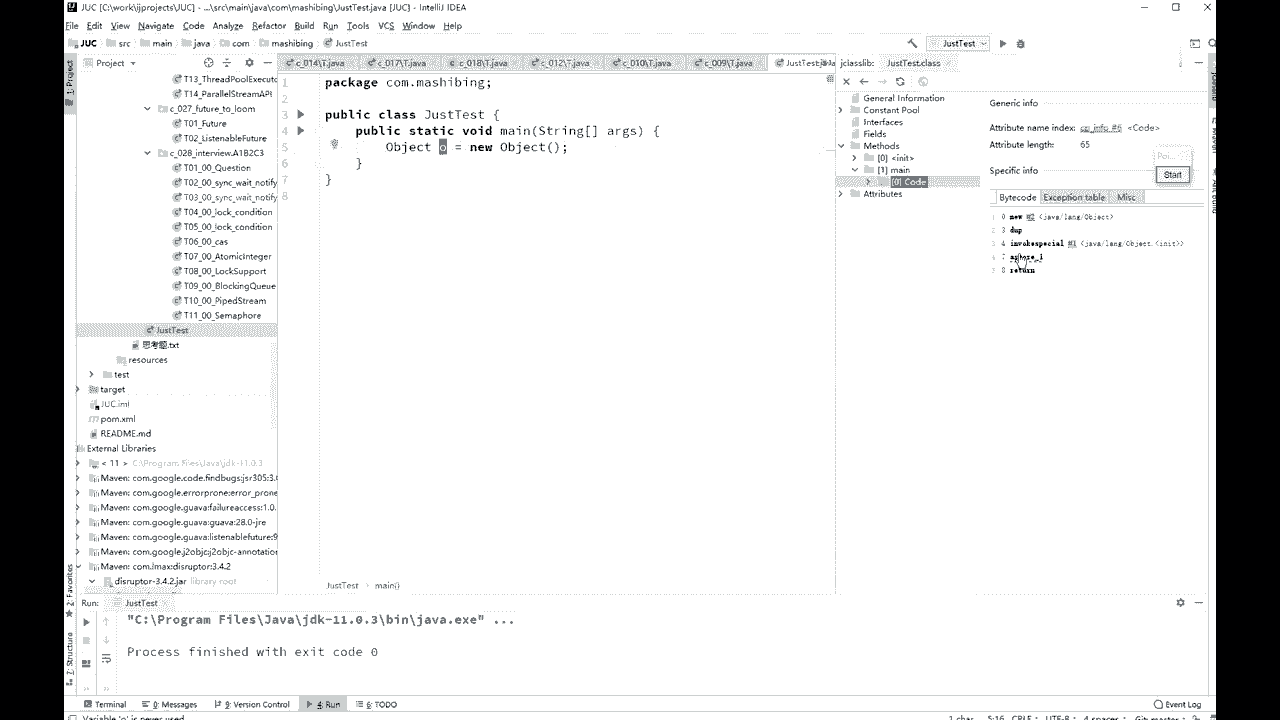 JUC [C:\work\ijprojects\JUC] - ...\src\main\java\com\mashibing\JustTest.java [JUC] - IntelliJ IDEA
File Edit View Navigate Code Analyze Refactor Build Run Tools VCS Window Help
JUC src main java com mashibing JustTest
JustTest
Project
c_014\T.java c_017\T.java c_018\T.java c_012\T.java c_010\T.java c_009\T.java JustTest.java
jclasslib: JustTest.class
1: Project
T13_ThreadPoolExecuto
T14_ParallelStreamAPI
c_027_future_to_loom
T01_Future
T02_ListenableFuture
c_028_interview.A1B2C3
T01_00_Question
T02_00_sync_wait_notify
T03_00_sync_wait_notify
T04_00_lock_condition
T05_00_lock_condition
T06_00_cas
T07_00_AtomicInteger
T08_00_LockSupport
T09_00_BlockingQueue
T10_00_PipedStream
T11_00_Semaphore
JustTest
思考题.txt
resources
test
target
JUC.iml
pom.xml
README.md
External Libraries
< 11 > C:\Program Files\Java\jdk-11.0.3
Maven: com.google.code.findbugs:jsr305:3.
Maven: com.google.errorprone:error_prone
Maven: com.google.guava:failureaccess:1.0.
Maven: com.google.guava:guava:28.0-jre
Maven: com.google.guava:listenablefuture:9
Maven: com.google.j2objc:j2objc-annotation
Maven: com.lmax:disruptor:3.4.2
disruptor-3.4.2.jar library root
1 package com.mashibing;
2
3 public class JustTest {
4 public static void main(String[] args) {
5 Object o = new Object();
6 }
7 }
8
JustTest main()
General Information
Constant Pool
Interfaces
Fields
Methods
[0] <init>
[1] main
[0] Code
Attributes
Generic info
Attribute name index: cp_info #6 <Code>
Attribute length: 65
Specific info
Start
Bytecode Exception table Misc
1 0 new #2 <java/lang/Object>
2 3 dup
3 4 invokespecial #1 <java/lang/Object.<init>>
4 7 astore_1
5 8 return
2: Favorites
7: Structure
Run: JustTest
"C:\Program Files\Java\jdk-11.0.3\bin\java.exe" ...
Process finished with exit code 0
Terminal 0: Messages 9: Version Control 4: Run 6: TODO Event Log
Variable 'o' is never used
1 char 5:16 CRLF UTF-8 4 spaces Git: master